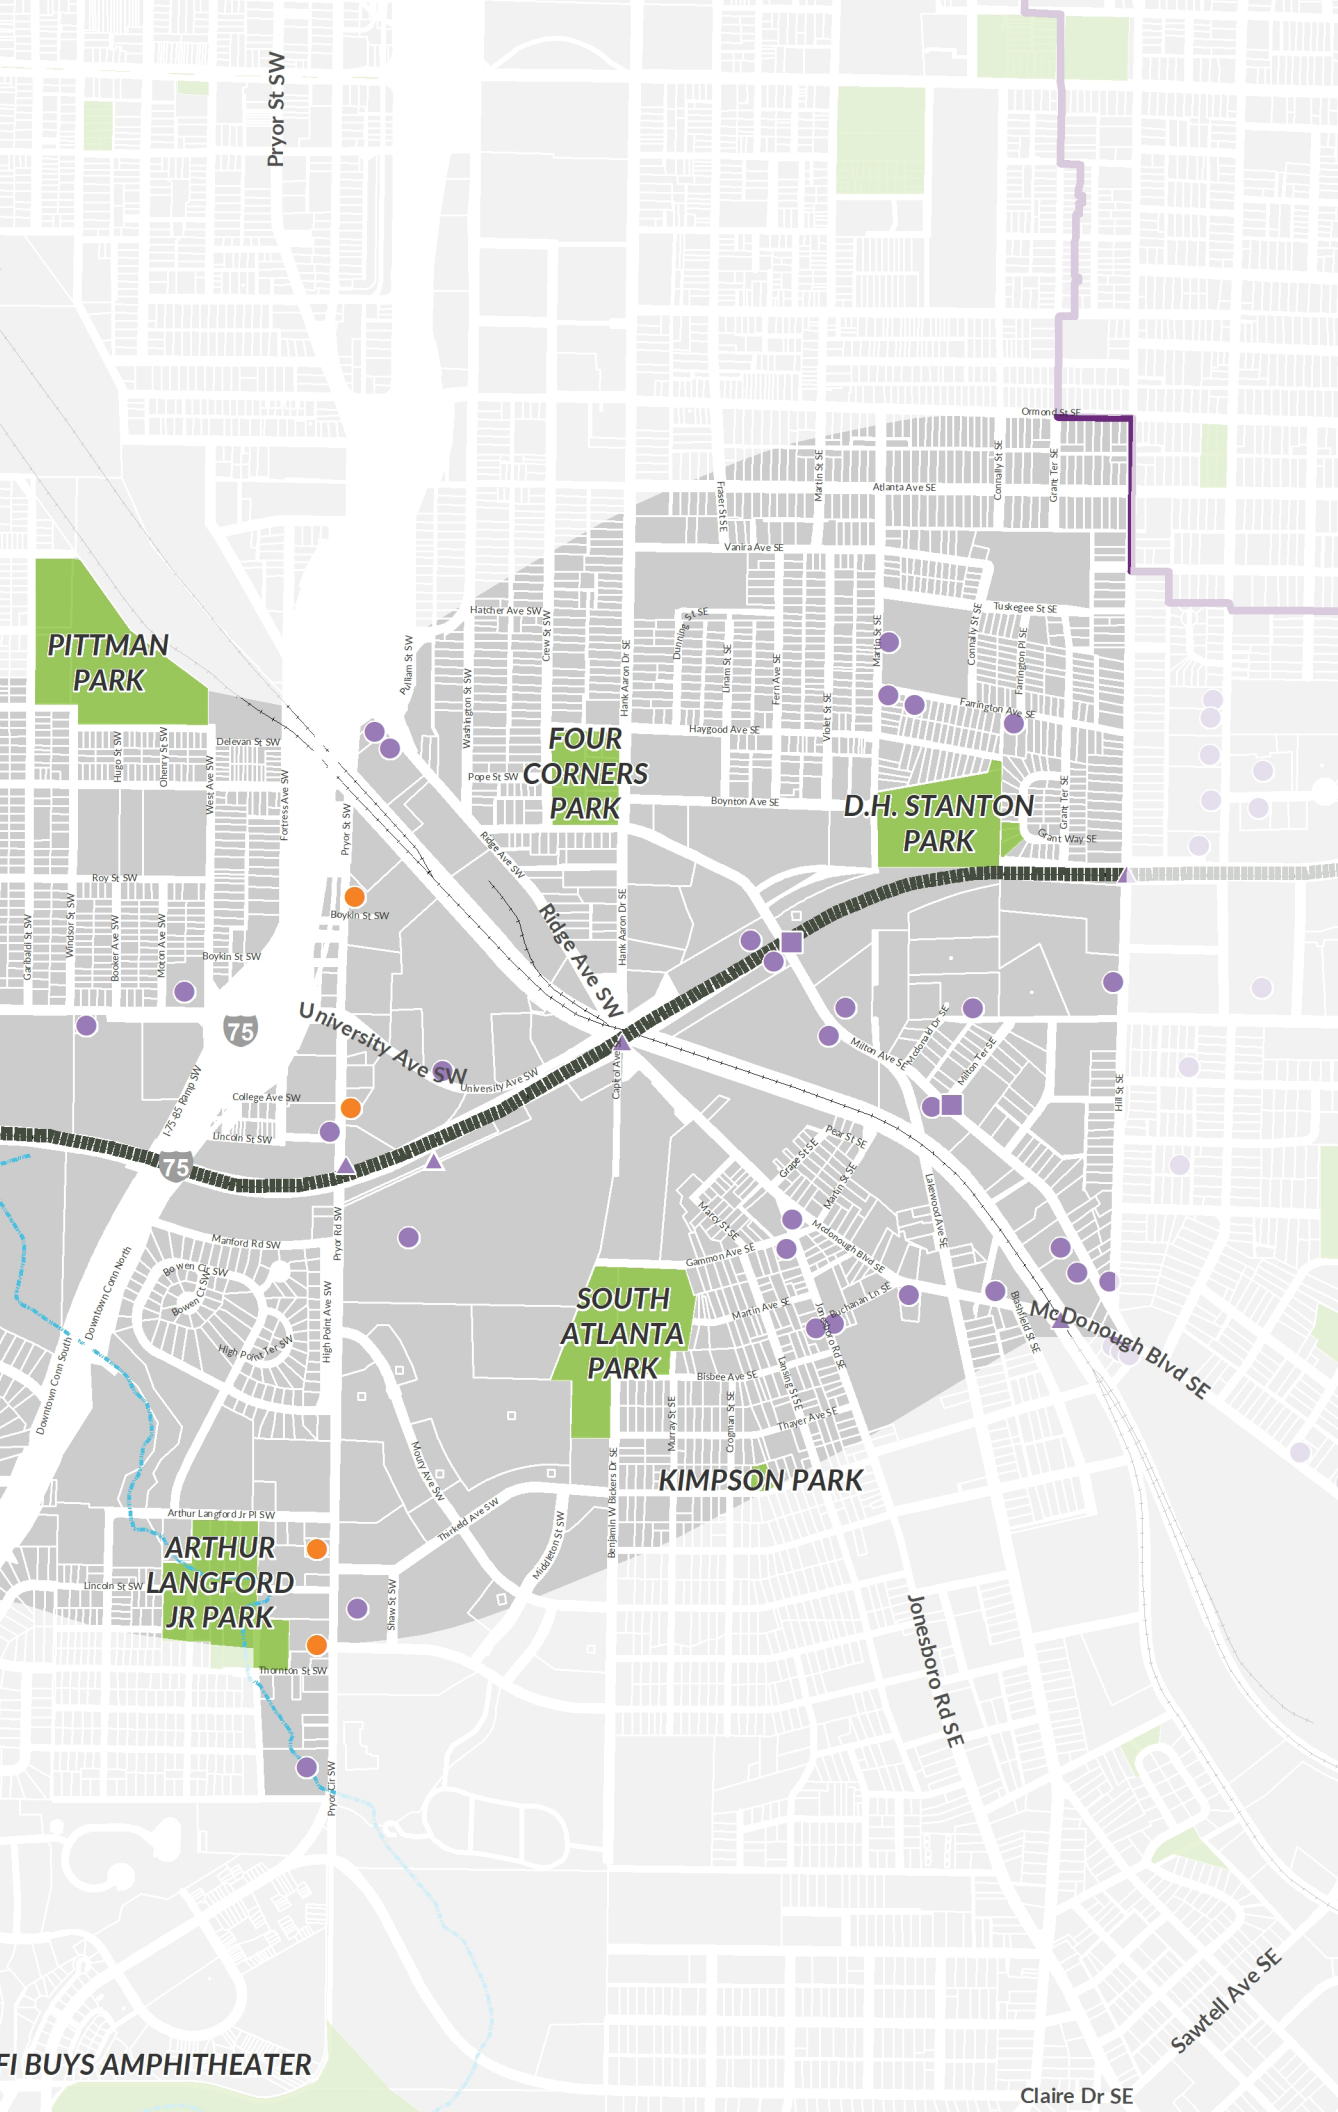 Pryor St SW
Ormond St SE
Martin St SE
Connally St SE
Grant Ter SE
Atlanta Ave SE
Fraser St SE
Vanira Ave SE
Hatcher Ave SW
Crew St SW
Dunning St SE
Tuskegee St SE
Martin St SE
Connally St SE
Farrington Pl SE
PITTMAN
PARK
Pulliam St SW
Washington St SW
Hank Aaron Dr SE
Linam St SE
Fern Ave SE
Violet St SE
Farrington Ave SE
Haygood Ave SE
Hugo St SW
Ohenry St SW
Delevan St SW
West Ave SW
Fortress Ave SW
Pryor St SW
FOUR
CORNERS
PARK
Pope St SW
Boynton Ave SE
D.H. STANTON
PARK
Grant Ter SE
Grant Way SE
Ridge Ave SW
Roy St SW
Garibaldi St SW
Windsor St SW
Booker Ave SW
Moton Ave SW
Boykin St SW
Boykin St SW
Hank Aaron Dr SE
Ridge Ave SW
75
University Ave SW
University Ave SW
Capitol Ave SE
Milton Ave SE
Mcdonald Dr SE
Milton Ter SE
Hill St SE
I-75-85 Ramp SW
College Ave SW
Lincoln St SW
75
Pear St SE
Grape St SE
Martin St SE
Lakewood Ave SE
Marcy St SE
Mcdonough Blvd SE
Gammon Ave SE
Manford Rd SW
Pryor Rd SW
Bowen Cir SW
Bowen Ct SW
High Point Ter SW
High Point Ave SW
Downtown Conn North
Downtown Conn South
SOUTH
ATLANTA
PARK
Martin Ave SE
Jonesboro Rd SE
Buchanan Ln SE
Blashfield St SE
McDonough Blvd SE
Bisbee Ave SE
Lansing St SE
Murray St SE
Crogman St SE
Thayer Ave SE
KIMPSON PARK
Moury Ave SW
Thirkeld Ave SW
Middleton St SW
Benjamin W Bickers Dr SE
Arthur Langford Jr Pl SW
ARTHUR
LANGFORD
JR PARK
Lincoln St SW
Shaw St SW
Thornton St SW
Jonesboro Rd SE
Pryor Cir SW
Sawtell Ave SE
FI BUYS AMPHITHEATER
Claire Dr SE